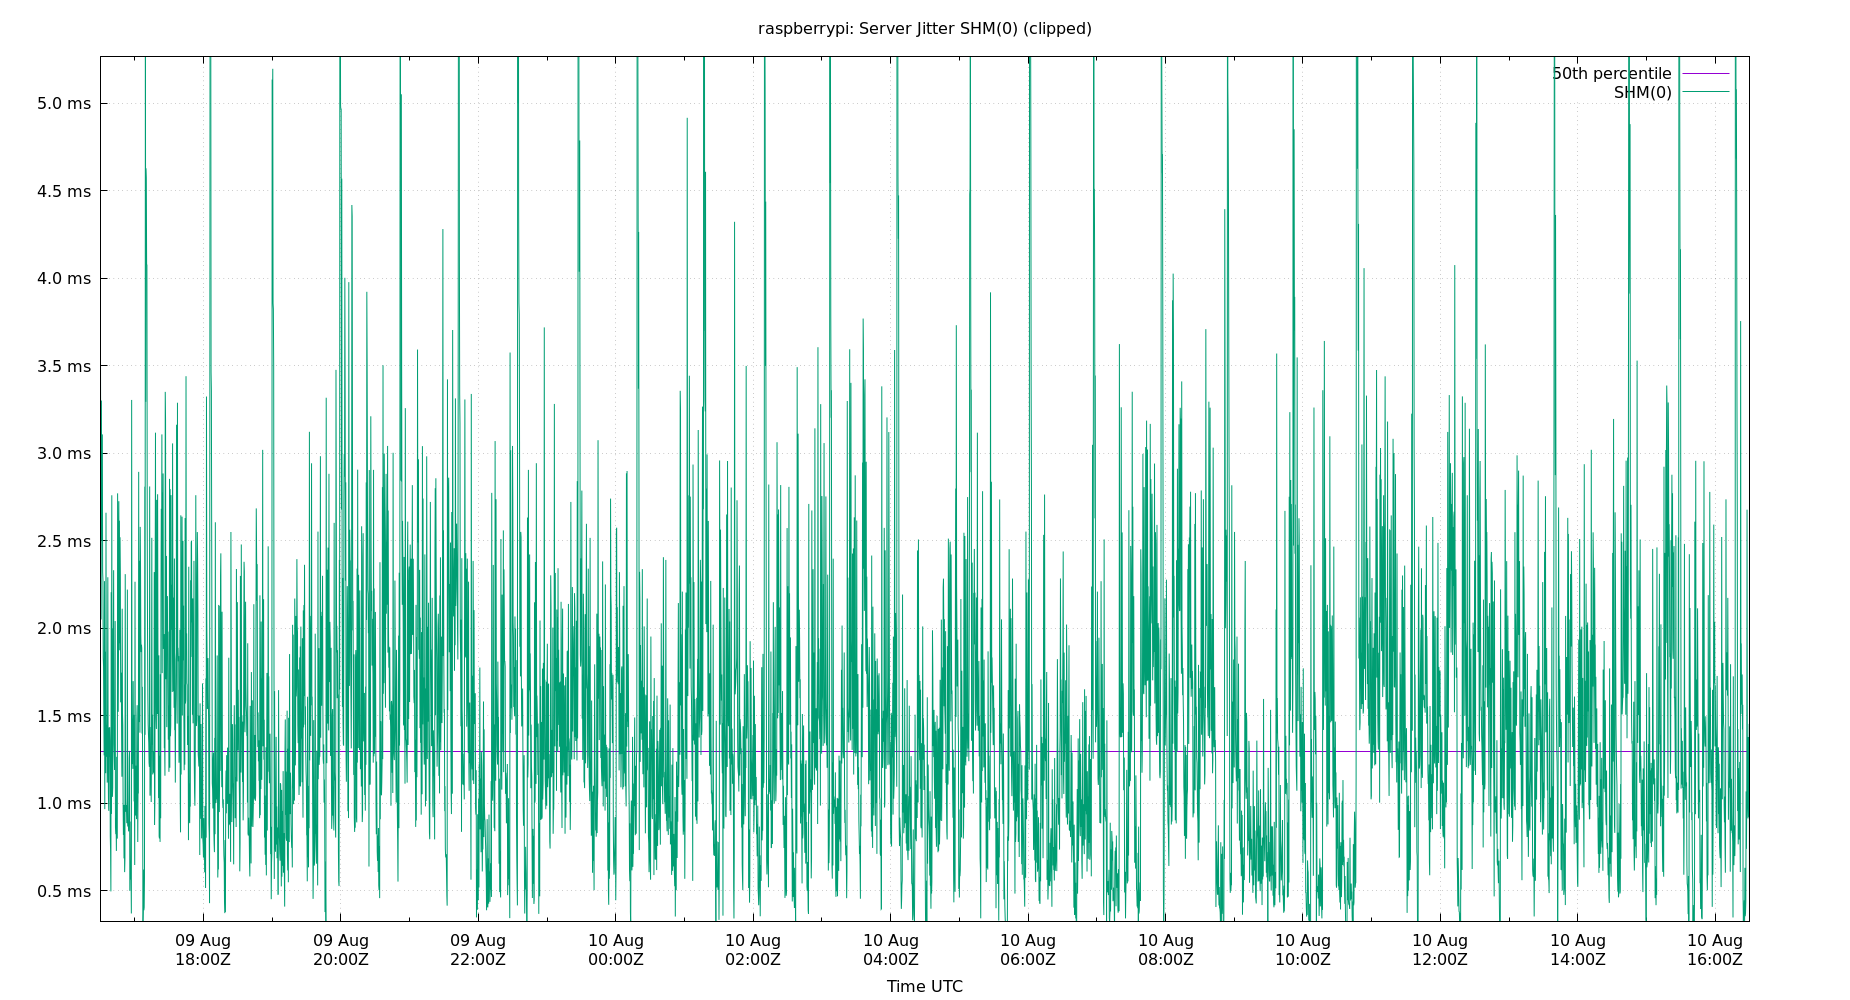 raspberrypi: Server Jitter SHM(0) (clipped)
50th percentile
SHM(0)
5.0 ms
4.5 ms
4.0 ms
3.5 ms
3.0 ms
2.5 ms
2.0 ms
1.5 ms
1.0 ms
0.5 ms
09 Aug 09 Aug 09 Aug 10 Aug 10 Aug 10 Aug 10 Aug 10 Aug 10 Aug 10 Aug 10 Aug 10 Aug
18:00Z 20:00Z 22:00Z 00:00Z 02:00Z 04:00Z 06:00Z 08:00Z 10:00Z 12:00Z 14:00Z 16:00Z
Time UTC